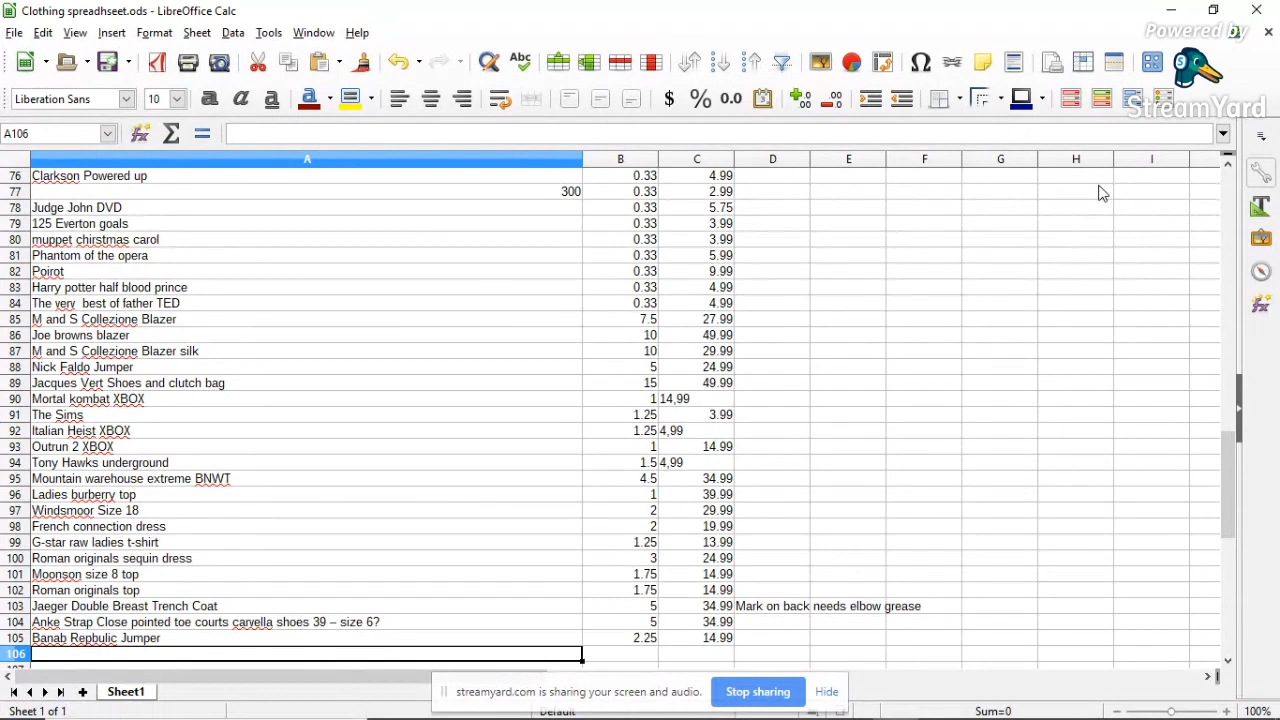 Clothing spreadhseet.ods - LibreOffice Calc
Powered by
File Edit View Insert Format Sheet Data Tools Window Help
StreamYard
Liberation Sans 10
A106
A B C D E F G H I
76 Clarkson Powered up 0.33 4.99
77 300 0.33 2.99
78 Judge John DVD 0.33 5.75
79 125 Everton goals 0.33 3.99
80 muppet chirstmas carol 0.33 3.99
81 Phantom of the opera 0.33 5.99
82 Poirot 0.33 9.99
83 Harry potter half blood prince 0.33 4.99
84 The very best of father TED 0.33 4.99
85 M and S Collezione Blazer 7.5 27.99
86 Joe browns blazer 10 49.99
87 M and S Collezione Blazer silk 10 29.99
88 Nick Faldo Jumper 5 24.99
89 Jacques Vert Shoes and clutch bag 15 49.99
90 Mortal kombat XBOX 1 14,99
91 The Sims 1.25 3.99
92 Italian Heist XBOX 1.25 4,99
93 Outrun 2 XBOX 1 14.99
94 Tony Hawks underground 1.5 4,99
95 Mountain warehouse extreme BNWT 4.5 34.99
96 Ladies burberry top 1 39.99
97 Windsmoor Size 18 2 29.99
98 French connection dress 2 19.99
99 G-star raw ladies t-shirt 1.25 13.99
100 Roman originals sequin dress 3 24.99
101 Moonson size 8 top 1.75 14.99
102 Roman originals top 1.75 14.99
103 Jaeger Double Breast Trench Coat 5 34.99 Mark on back needs elbow grease
104 Anke Strap Close pointed toe courts carvella shoes 39 – size 6? 5 34.99
105 Banab Repbulic Jumper 2.25 14.99
106
Sheet1
streamyard.com is sharing your screen and audio. Stop sharing Hide
Sheet 1 of 1 Default Sum=0 100%